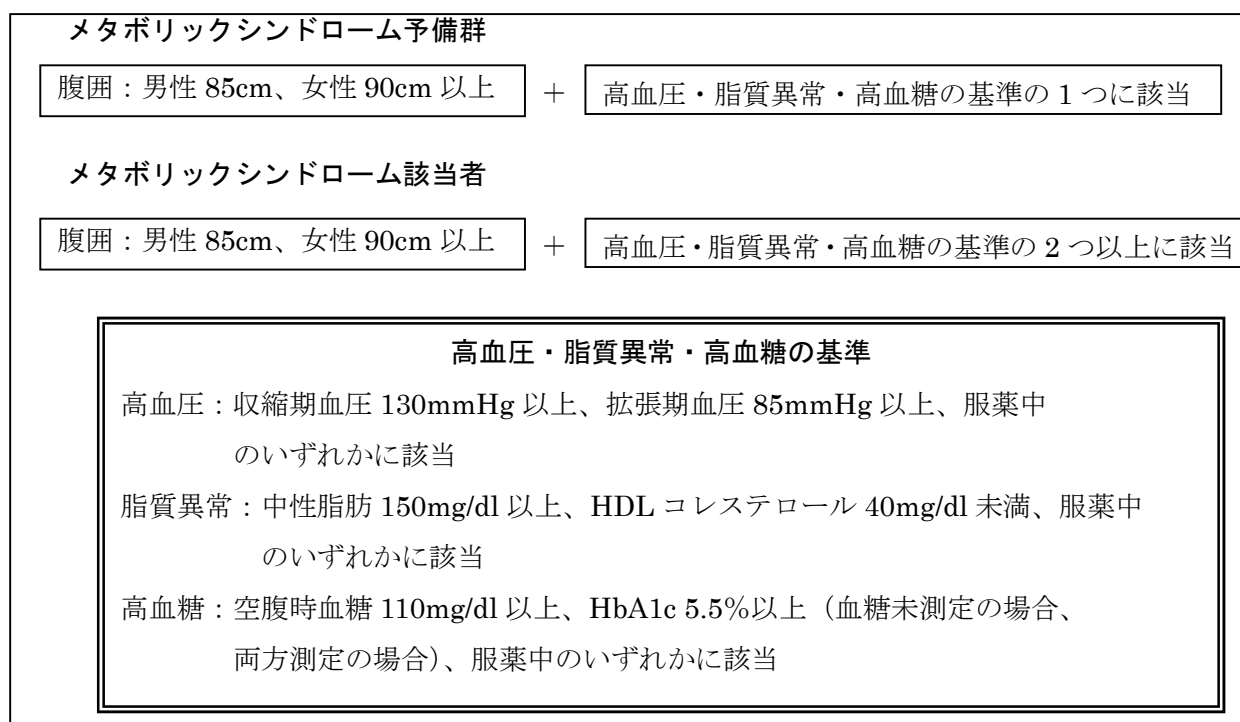 メタボリックシンドローム予備群
腹囲：男性 85cm、女性 90cm 以上 ＋ 高血圧・脂質異常・高血糖の基準の 1 つに該当
メタボリックシンドローム該当者
腹囲：男性 85cm、女性 90cm 以上 ＋ 高血圧・脂質異常・高血糖の基準の 2 つ以上に該当
高血圧・脂質異常・高血糖の基準
高血圧：収縮期血圧 130mmHg 以上、拡張期血圧 85mmHg 以上、服薬中
のいずれかに該当
脂質異常：中性脂肪 150mg/dl 以上、HDL コレステロール 40mg/dl 未満、服薬中
のいずれかに該当
高血糖：空腹時血糖 110mg/dl 以上、HbA1c 5.5％以上（血糖未測定の場合、
両方測定の場合）、服薬中のいずれかに該当